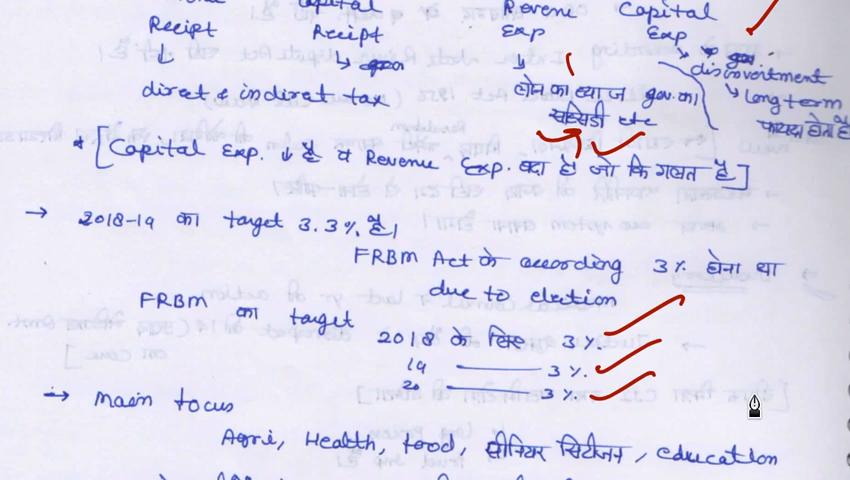 Capital Revenue Capital
Receipt Receipt Exp Exp
disinvestment
direct & indirect tax लोन का ब्याज gov. का → long term
सब्सिडी etc फायदा होता है
* [Capital Exp. ↓ है व Revenue Exp. बढा है। जो कि गलत है]
→ 2018-19 का target 3.3% है।
FRBM Act के according 3% होना था
due to election
FRBM का target
2018 के लिए 3%.
19 —— 3%.
20 —— 3%.
→ main focus
Agri, Health, food, सीनियर सिटीजन, education